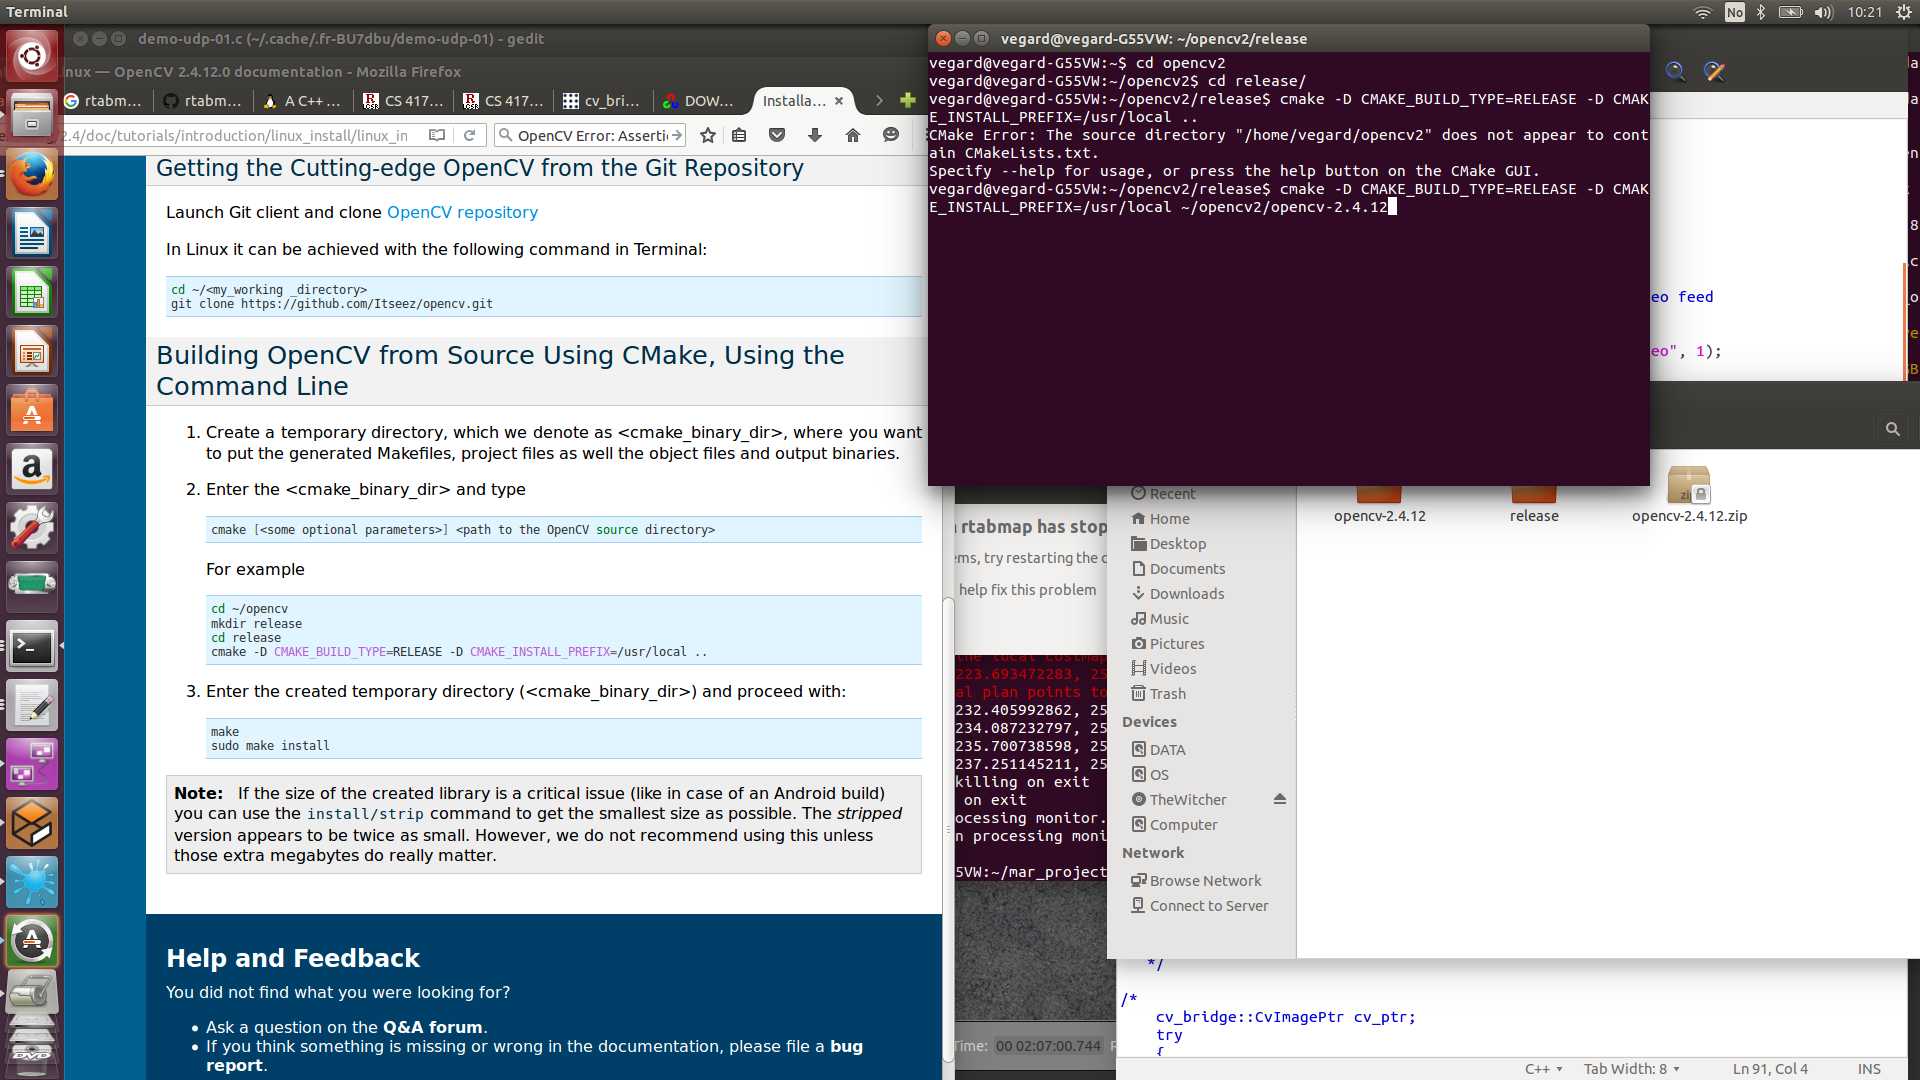 Terminal
No
10:21
demo-udp-01.c (~/.cache/.fr-BU7dbu/demo-udp-01) - gedit
inux — OpenCV 2.4.12.0 documentation - Mozilla Firefox
rtabm...
rtabm...
A C++ ...
CS 417...
CS 417...
cv_bri...
DOW...
Installa...
2.4/doc/tutorials/introduction/linux_install/linux_in
OpenCV Error: Asserti
Getting the Cutting-edge OpenCV from the Git Repository
Launch Git client and clone OpenCV repository
In Linux it can be achieved with the following command in Terminal:
cd ~/<my_working _directory>
git clone https://github.com/Itseez/opencv.git
Building OpenCV from Source Using CMake, Using the
Command Line
1. Create a temporary directory, which we denote as <cmake_binary_dir>, where you want
to put the generated Makefiles, project files as well the object files and output binaries.
2. Enter the <cmake_binary_dir> and type
cmake [<some optional parameters>] <path to the OpenCV source directory>
For example
cd ~/opencv
mkdir release
cd release
cmake -D CMAKE_BUILD_TYPE=RELEASE -D CMAKE_INSTALL_PREFIX=/usr/local ..
3. Enter the created temporary directory (<cmake_binary_dir>) and proceed with:
make
sudo make install
Note: If the size of the created library is a critical issue (like in case of an Android build)
you can use the install/strip command to get the smallest size as possible. The stripped
version appears to be twice as small. However, we do not recommend using this unless
those extra megabytes do really matter.
Help and Feedback
You did not find what you were looking for?
• Ask a question on the Q&A forum.
• If you think something is missing or wrong in the documentation, please file a bug
report.
vegard@vegard-G55VW: ~/opencv2/release
vegard@vegard-G55VW:~$ cd opencv2
vegard@vegard-G55VW:~/opencv2$ cd release/
vegard@vegard-G55VW:~/opencv2/release$ cmake -D CMAKE_BUILD_TYPE=RELEASE -D CMAK
E_INSTALL_PREFIX=/usr/local ..
CMake Error: The source directory "/home/vegard/opencv2" does not appear to cont
ain CMakeLists.txt.
Specify --help for usage, or press the help button on the CMake GUI.
vegard@vegard-G55VW:~/opencv2/release$ cmake -D CMAKE_BUILD_TYPE=RELEASE -D CMAK
E_INSTALL_PREFIX=/usr/local ~/opencv2/opencv-2.4.12
eo feed
eo", 1);
rtabmap has stop
ems, try restarting the c
help fix this problem
the local costmap
223.693472283, 25
al plan points to
232.405992862, 25
234.087232797, 25
235.700738598, 25
237.251145211, 25
killing on exit
on exit
ocessing monitor.
n processing moni
5VW:~/mar_project
Time: 00 02:07:00.744
Recent
Home
Desktop
Documents
Downloads
Music
Pictures
Videos
Trash
Devices
DATA
OS
TheWitcher
Computer
Network
Browse Network
Connect to Server
opencv-2.4.12
release
opencv-2.4.12.zip
*/
/*
cv_bridge::CvImagePtr cv_ptr;
try
{
C++
Tab Width: 8
Ln 91, Col 4
INS